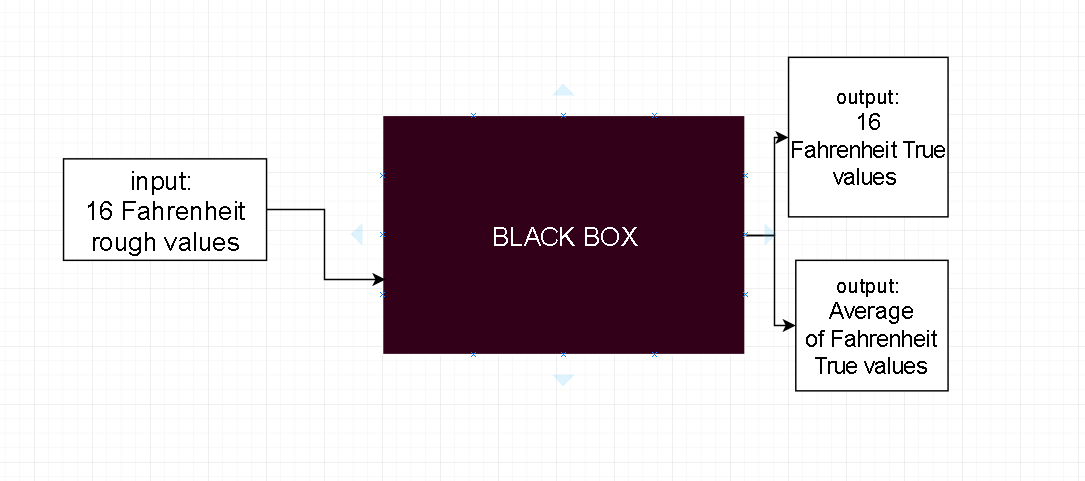 input:
16 Fahrenheit
rough values
BLACK BOX
output:
16
Fahrenheit True
values
output:
Average
of Fahrenheit
True values